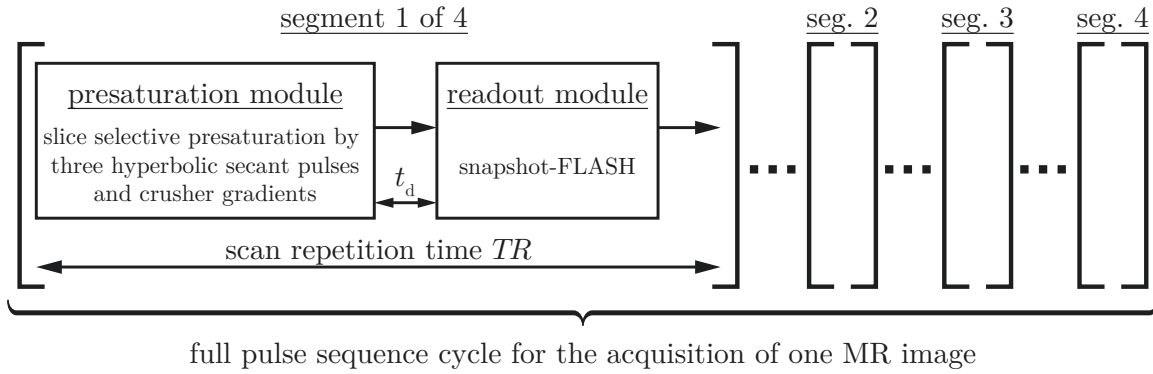 segment 1 of 4
seg. 2
seg. 3
seg. 4
presaturation module
slice selective presaturation by
three hyperbolic secant pulses
and crusher gradients
t_d
readout module
snapshot-FLASH
scan repetition time TR
full pulse sequence cycle for the acquisition of one MR image